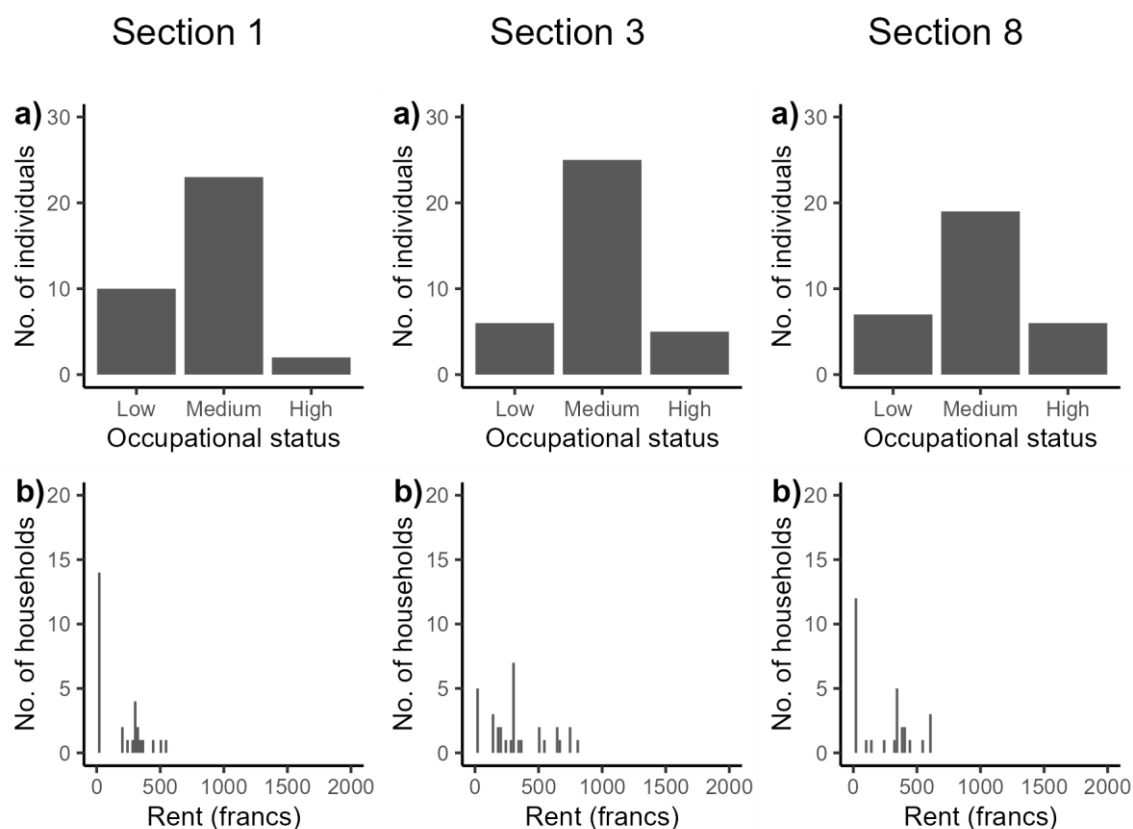 Section 1
Section 3
Section 8
a)
No. of individuals
30
20
10
0
Low Medium High
Occupational status
a)
No. of individuals
30
20
10
0
Low Medium High
Occupational status
a)
No. of individuals
30
20
10
0
Low Medium High
Occupational status
b)
No. of households
20
15
10
5
0
0 500 1000 1500 2000
Rent (francs)
b)
No. of households
20
15
10
5
0
0 500 1000 1500 2000
Rent (francs)
b)
No. of households
20
15
10
5
0
0 500 1000 1500 2000
Rent (francs)